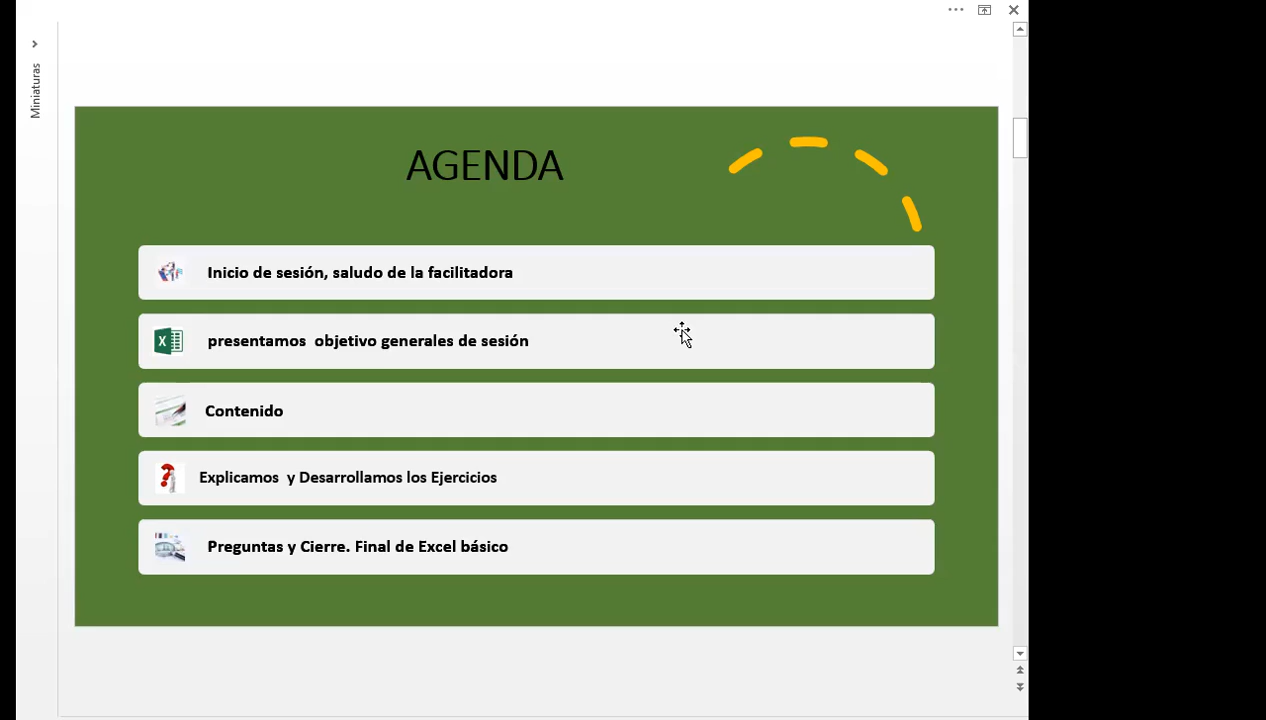 Miniaturas
AGENDA
Inicio de sesión, saludo de la facilitadora
presentamos  objetivo generales de sesión
Contenido
Explicamos  y Desarrollamos los Ejercicios
Preguntas y Cierre. Final de Excel básico